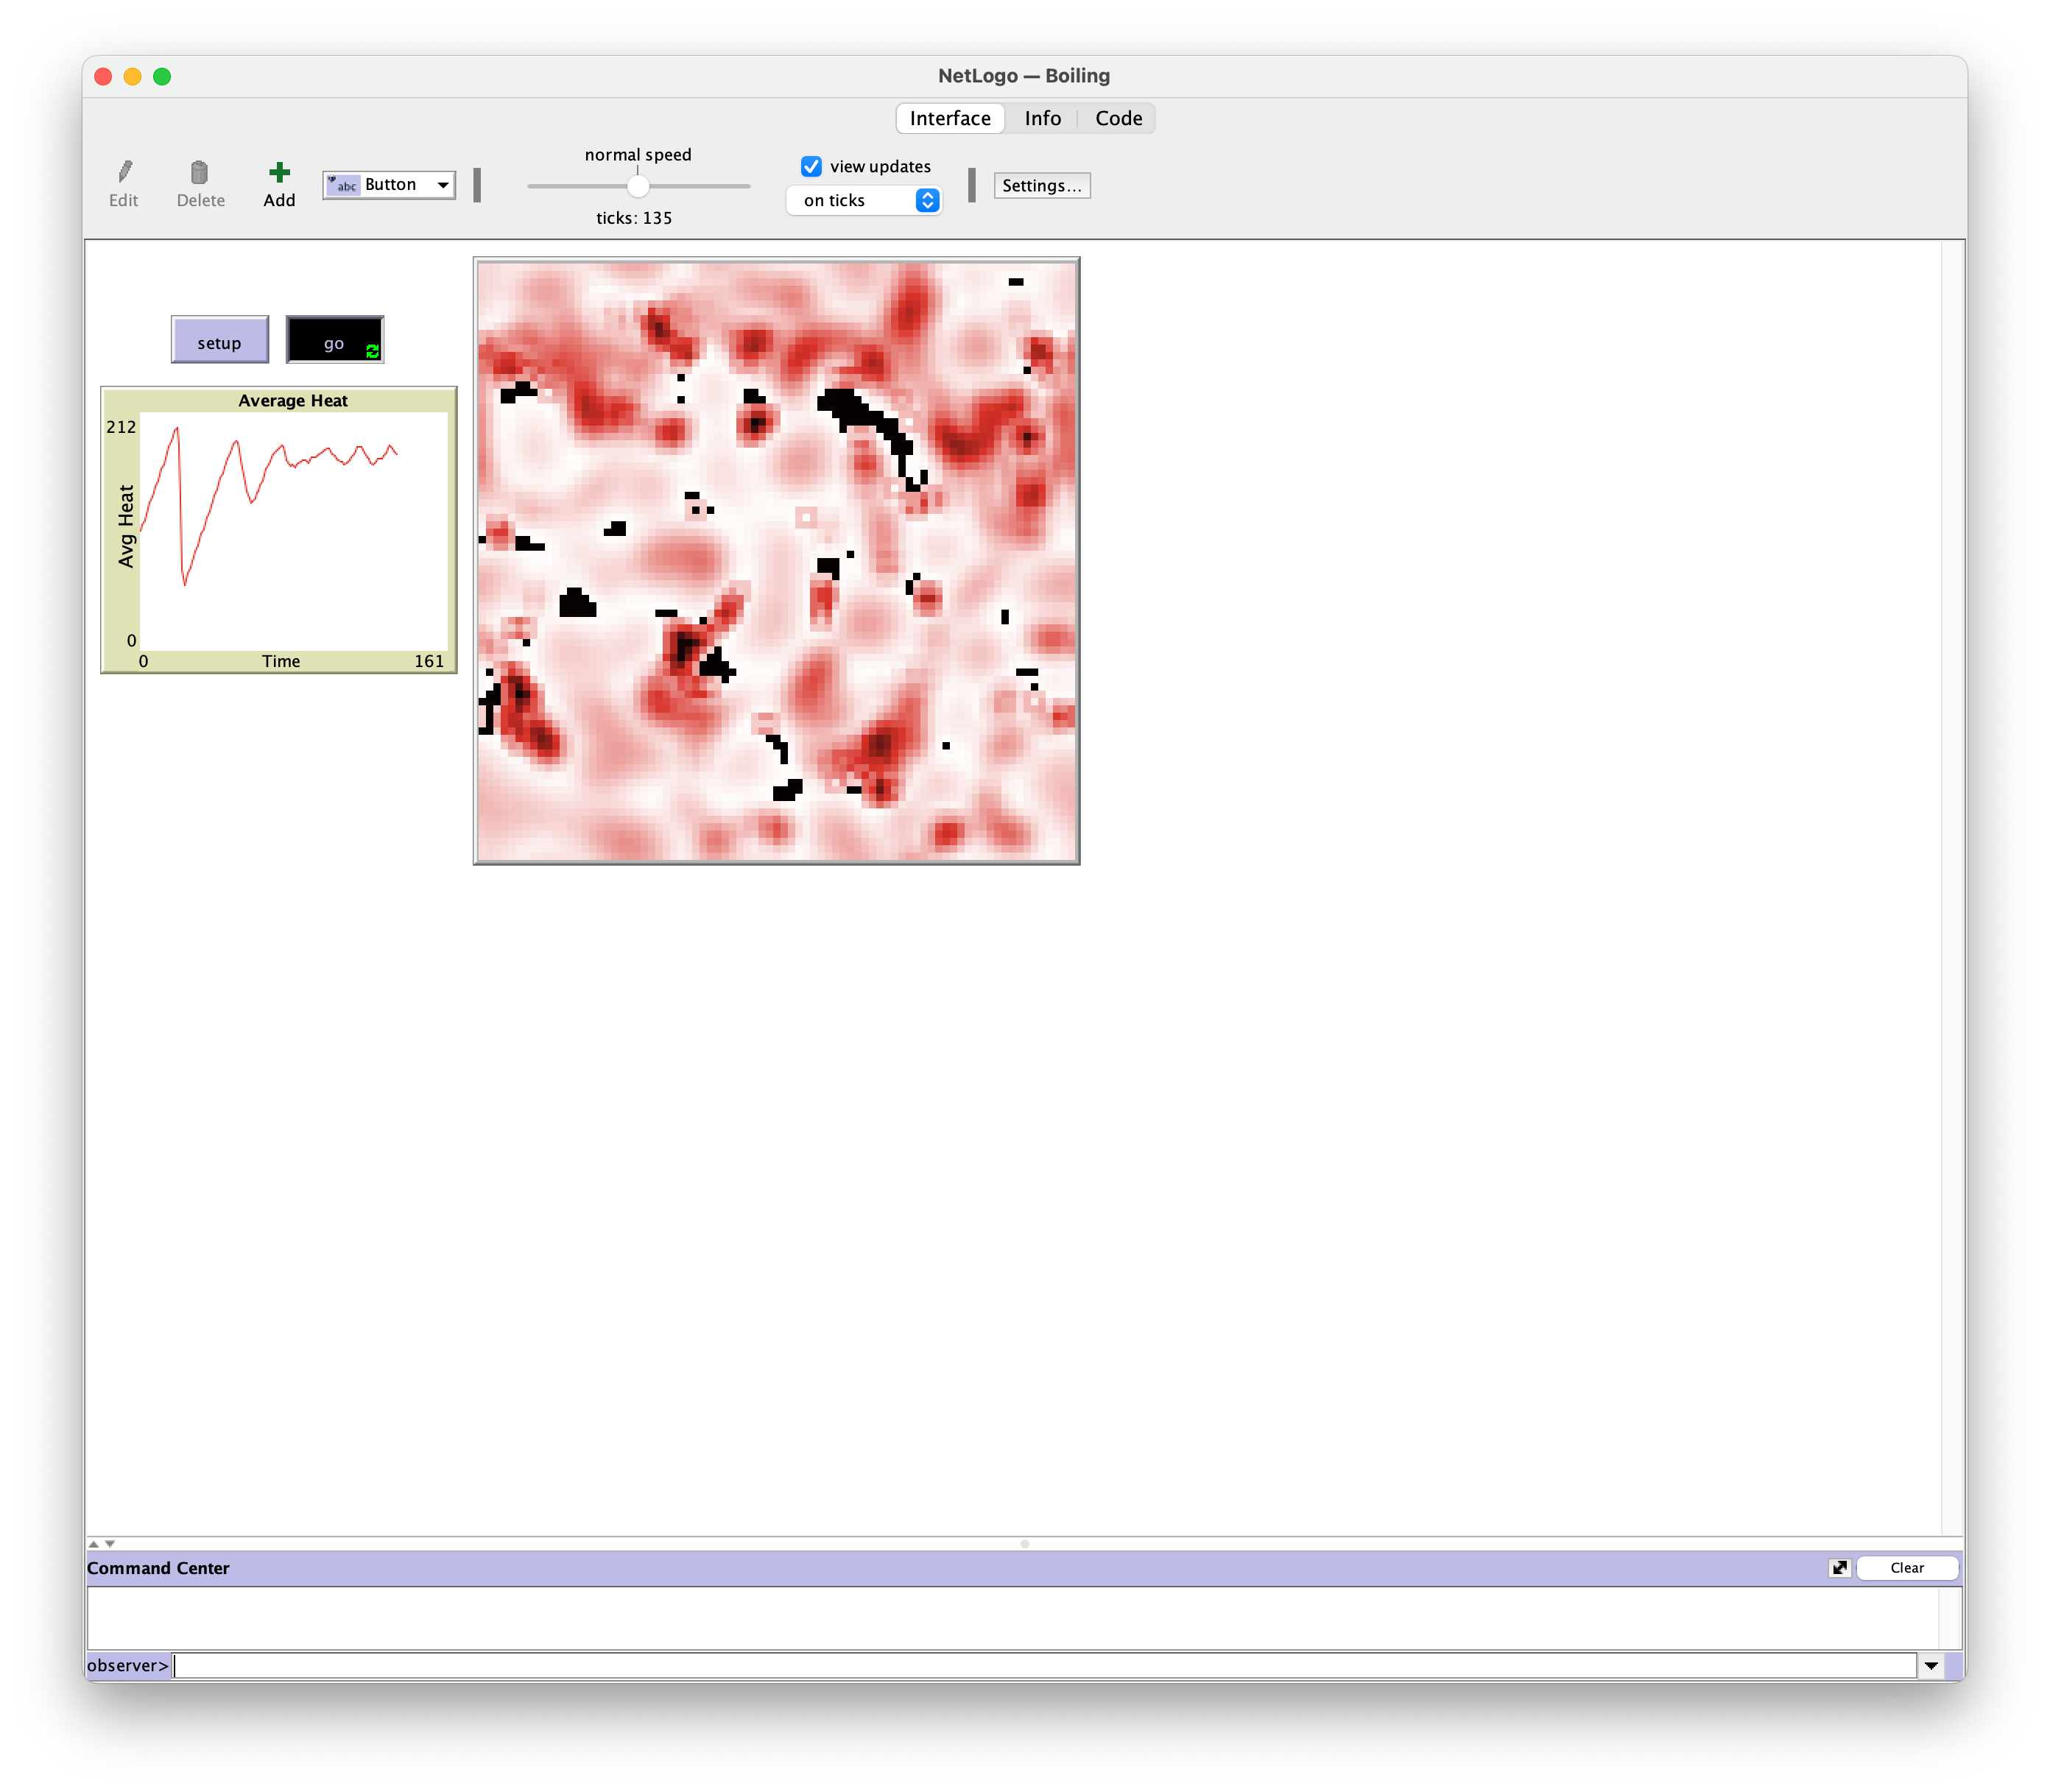 NetLogo — Boiling
Interface Info Code
normal speed
view updates
Edit Delete Add abc Button on ticks Settings...
ticks: 135
setup go
Average Heat
212
Avg Heat
0
0 Time 161
Command Center Clear
observer>